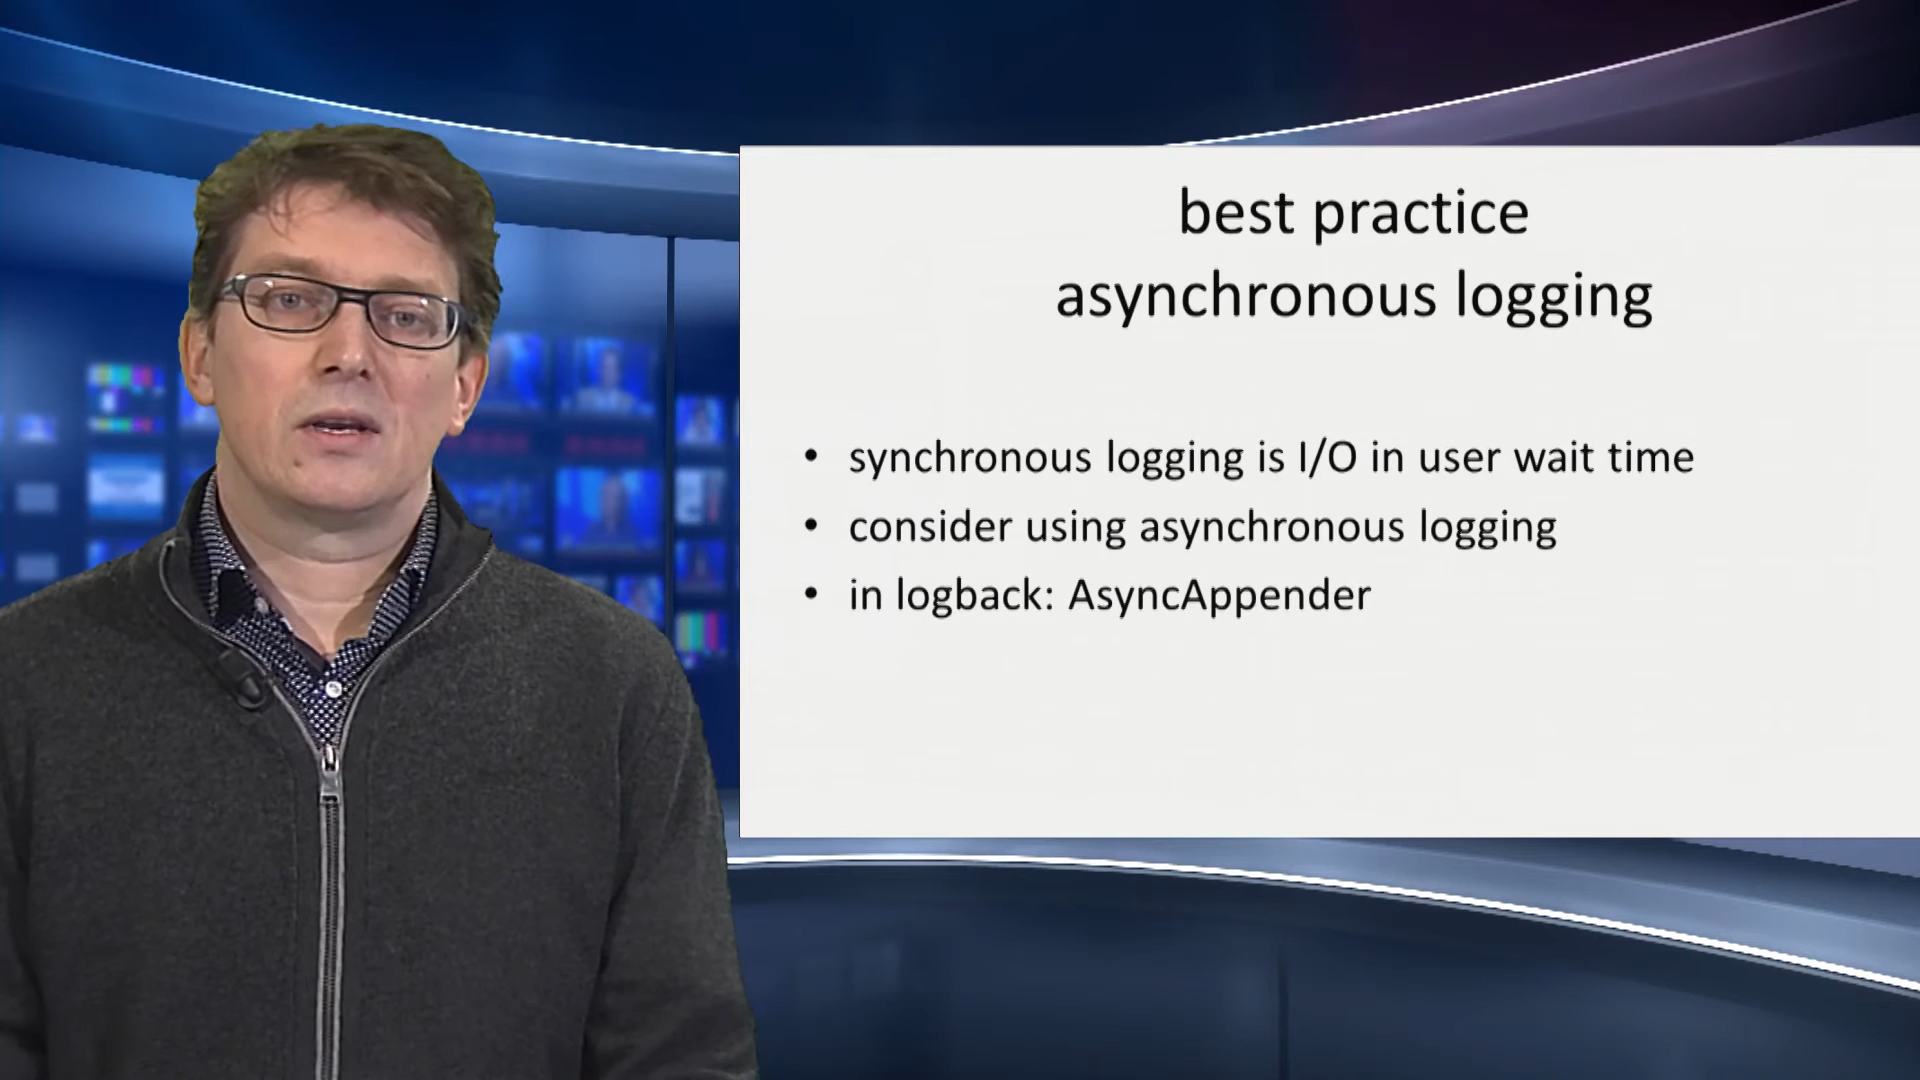 best practice
asynchronous logging
• synchronous logging is I/O in user wait time
• consider using asynchronous logging
• in logback: AsyncAppender